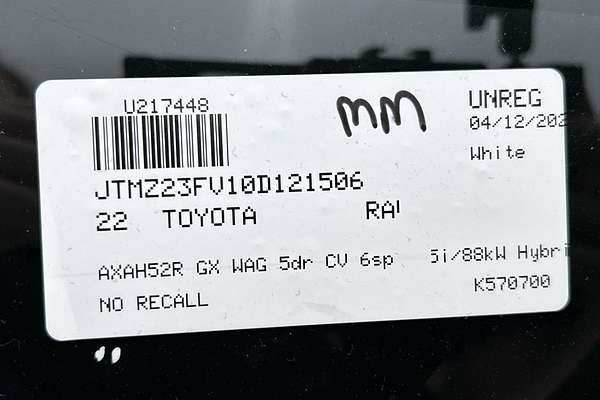 U217448
MM
UNREG
04/12/202
White
JTMZ23FV10D121506
22 TOYOTA RA
AXAH52R GX WAG 5dr CV 6sp 5i/88kW Hybri
K570700
NO RECALL